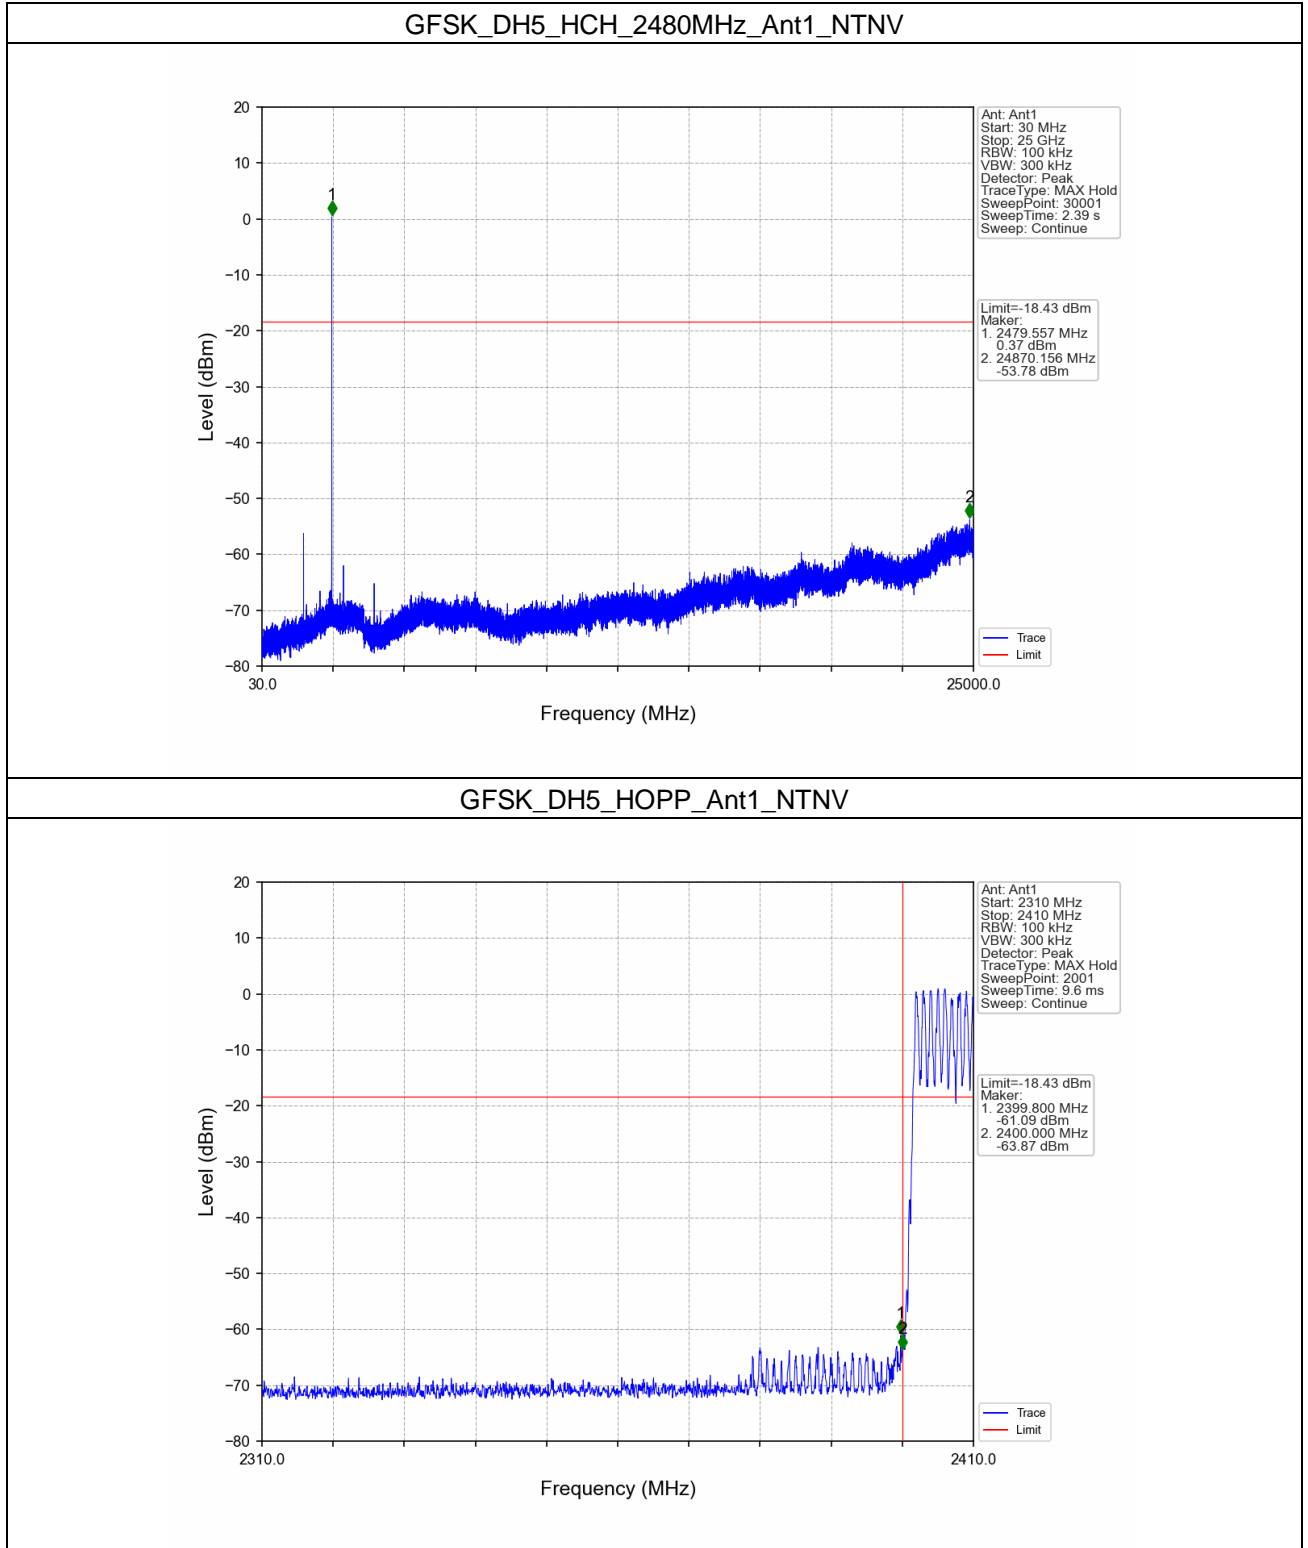 GFSK_DH5_HCH_2480MHz_Ant1_NTNV
20
10
0
−10
−20
−30
−40
−50
−60
−70
−80
Level (dBm)
1
2
30.0
25000.0
Frequency (MHz)
Ant: Ant1
Start: 30 MHz
Stop: 25 GHz
RBW: 100 kHz
VBW: 300 kHz
Detector: Peak
TraceType: MAX Hold
SweepPoint: 30001
SweepTime: 2.39 s
Sweep: Continue
Limit=-18.43 dBm
Maker:
1. 2479.557 MHz
0.37 dBm
2. 24870.156 MHz
-53.78 dBm
Trace
Limit
GFSK_DH5_HOPP_Ant1_NTNV
20
10
0
−10
−20
−30
−40
−50
−60
−70
−80
Level (dBm)
1
2
2310.0
2410.0
Frequency (MHz)
Ant: Ant1
Start: 2310 MHz
Stop: 2410 MHz
RBW: 100 kHz
VBW: 300 kHz
Detector: Peak
TraceType: MAX Hold
SweepPoint: 2001
SweepTime: 9.6 ms
Sweep: Continue
Limit=-18.43 dBm
Maker:
1. 2399.800 MHz
-61.09 dBm
2. 2400.000 MHz
-63.87 dBm
Trace
Limit